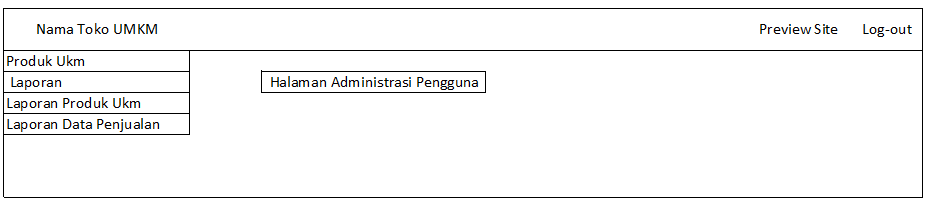 Nama Toko UMKM
Preview Site
Log-out
Produk Ukm
Laporan
Laporan Produk Ukm
Laporan Data Penjualan
Halaman Administrasi Pengguna